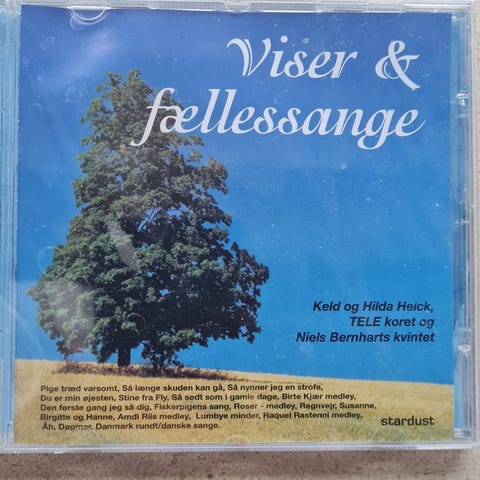 Viser &
fællessange
Keld og Hilda Heick,
TELE koret og
Niels Bernharts kvintet
Pige træd varsomt, Så længe skuden kan gå, Så nynner jeg en strofe,
Du er min øjesten, Stine fra Fly, Så sødt som i gamle dage, Birte Kjær medley,
Den første gang jeg så dig, Fiskerpigens sang, Roser - medley, Regnvejr, Susanne,
Birgitte og Hanne, Amdi Riis medley, Lumbye minder, Raquel Rastenni medley,
Åh, Dagmar, Danmark rundt/danske sange.
stardust